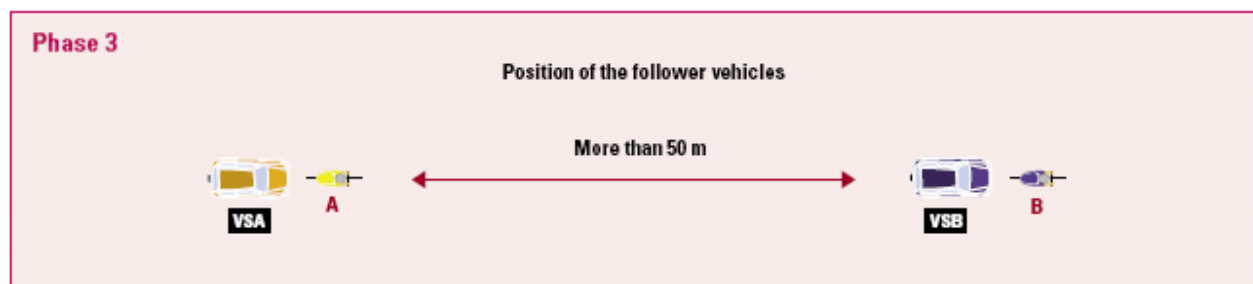 Phase 3
Position of the follower vehicles
More than 50 m
A
B
VSA
VSB